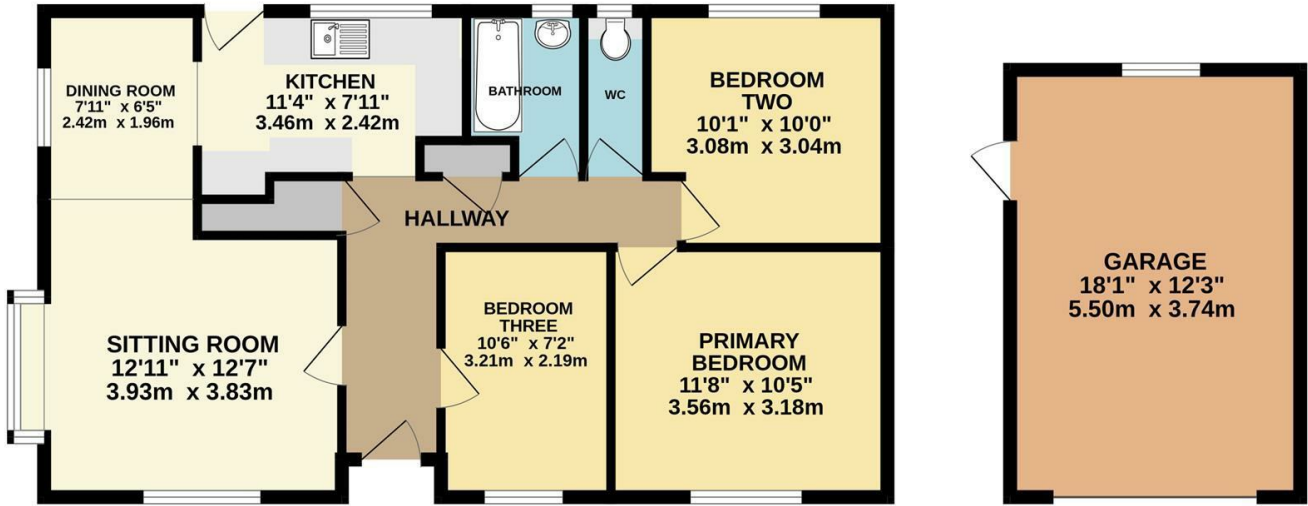 DINING ROOM
7'11" x 6'5"
2.42m x 1.96m
KITCHEN
11'4" x 7'11"
3.46m x 2.42m
BATHROOM
WC
BEDROOM
TWO
10'1" x 10'0"
3.08m x 3.04m
HALLWAY
SITTING ROOM
12'11" x 12'7"
3.93m x 3.83m
BEDROOM
THREE
10'6" x 7'2"
3.21m x 2.19m
PRIMARY
BEDROOM
11'8" x 10'5"
3.56m x 3.18m
GARAGE
18'1" x 12'3"
5.50m x 3.74m